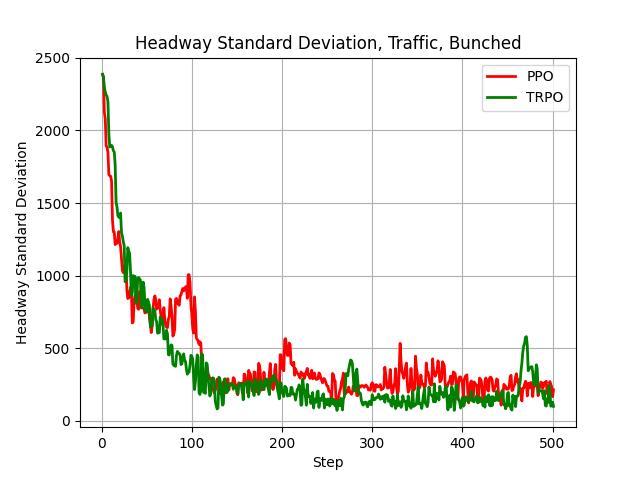 Headway Standard Deviation, Traffic, Bunched
2500
2000
1500
1000
500
0
Headway Standard Deviation
PPO
TRPO
0
100
200
300
400
500
Step